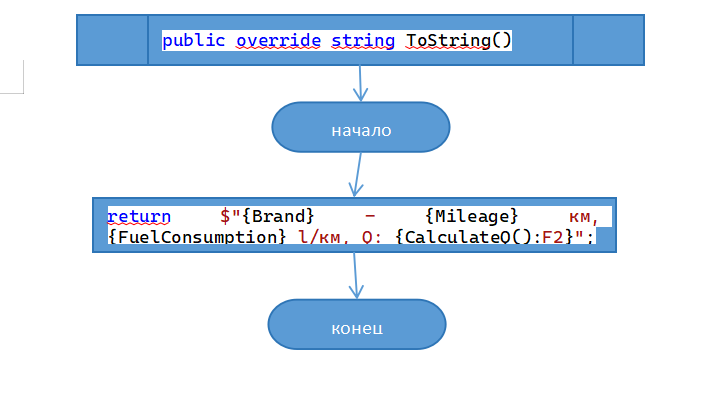 public override string ToString()
начало
return $"{Brand} – {Mileage} км,
{FuelConsumption} l/км, Q: {CalculateQ():F2}";
конец